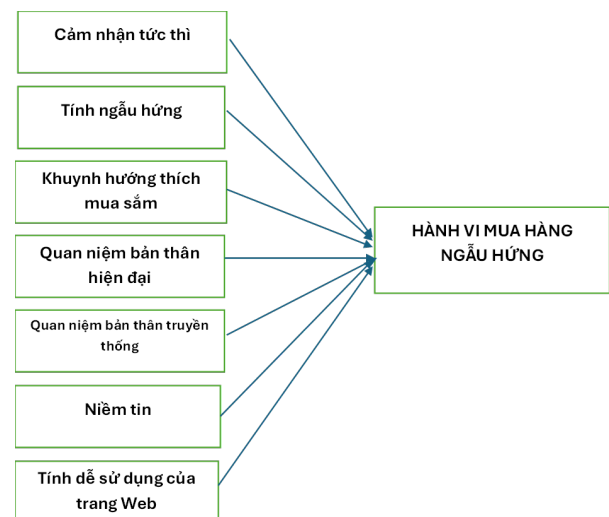 Cảm nhận tức thì
Tính ngẫu hứng
Khuynh hướng thích
mua sắm
Quan niệm bản thân
hiện đại
Quan niệm bản thân truyền
thống
Niềm tin
Tính dễ sử dụng của
trang Web
HÀNH VI MUA HÀNG
NGẪU HỨNG